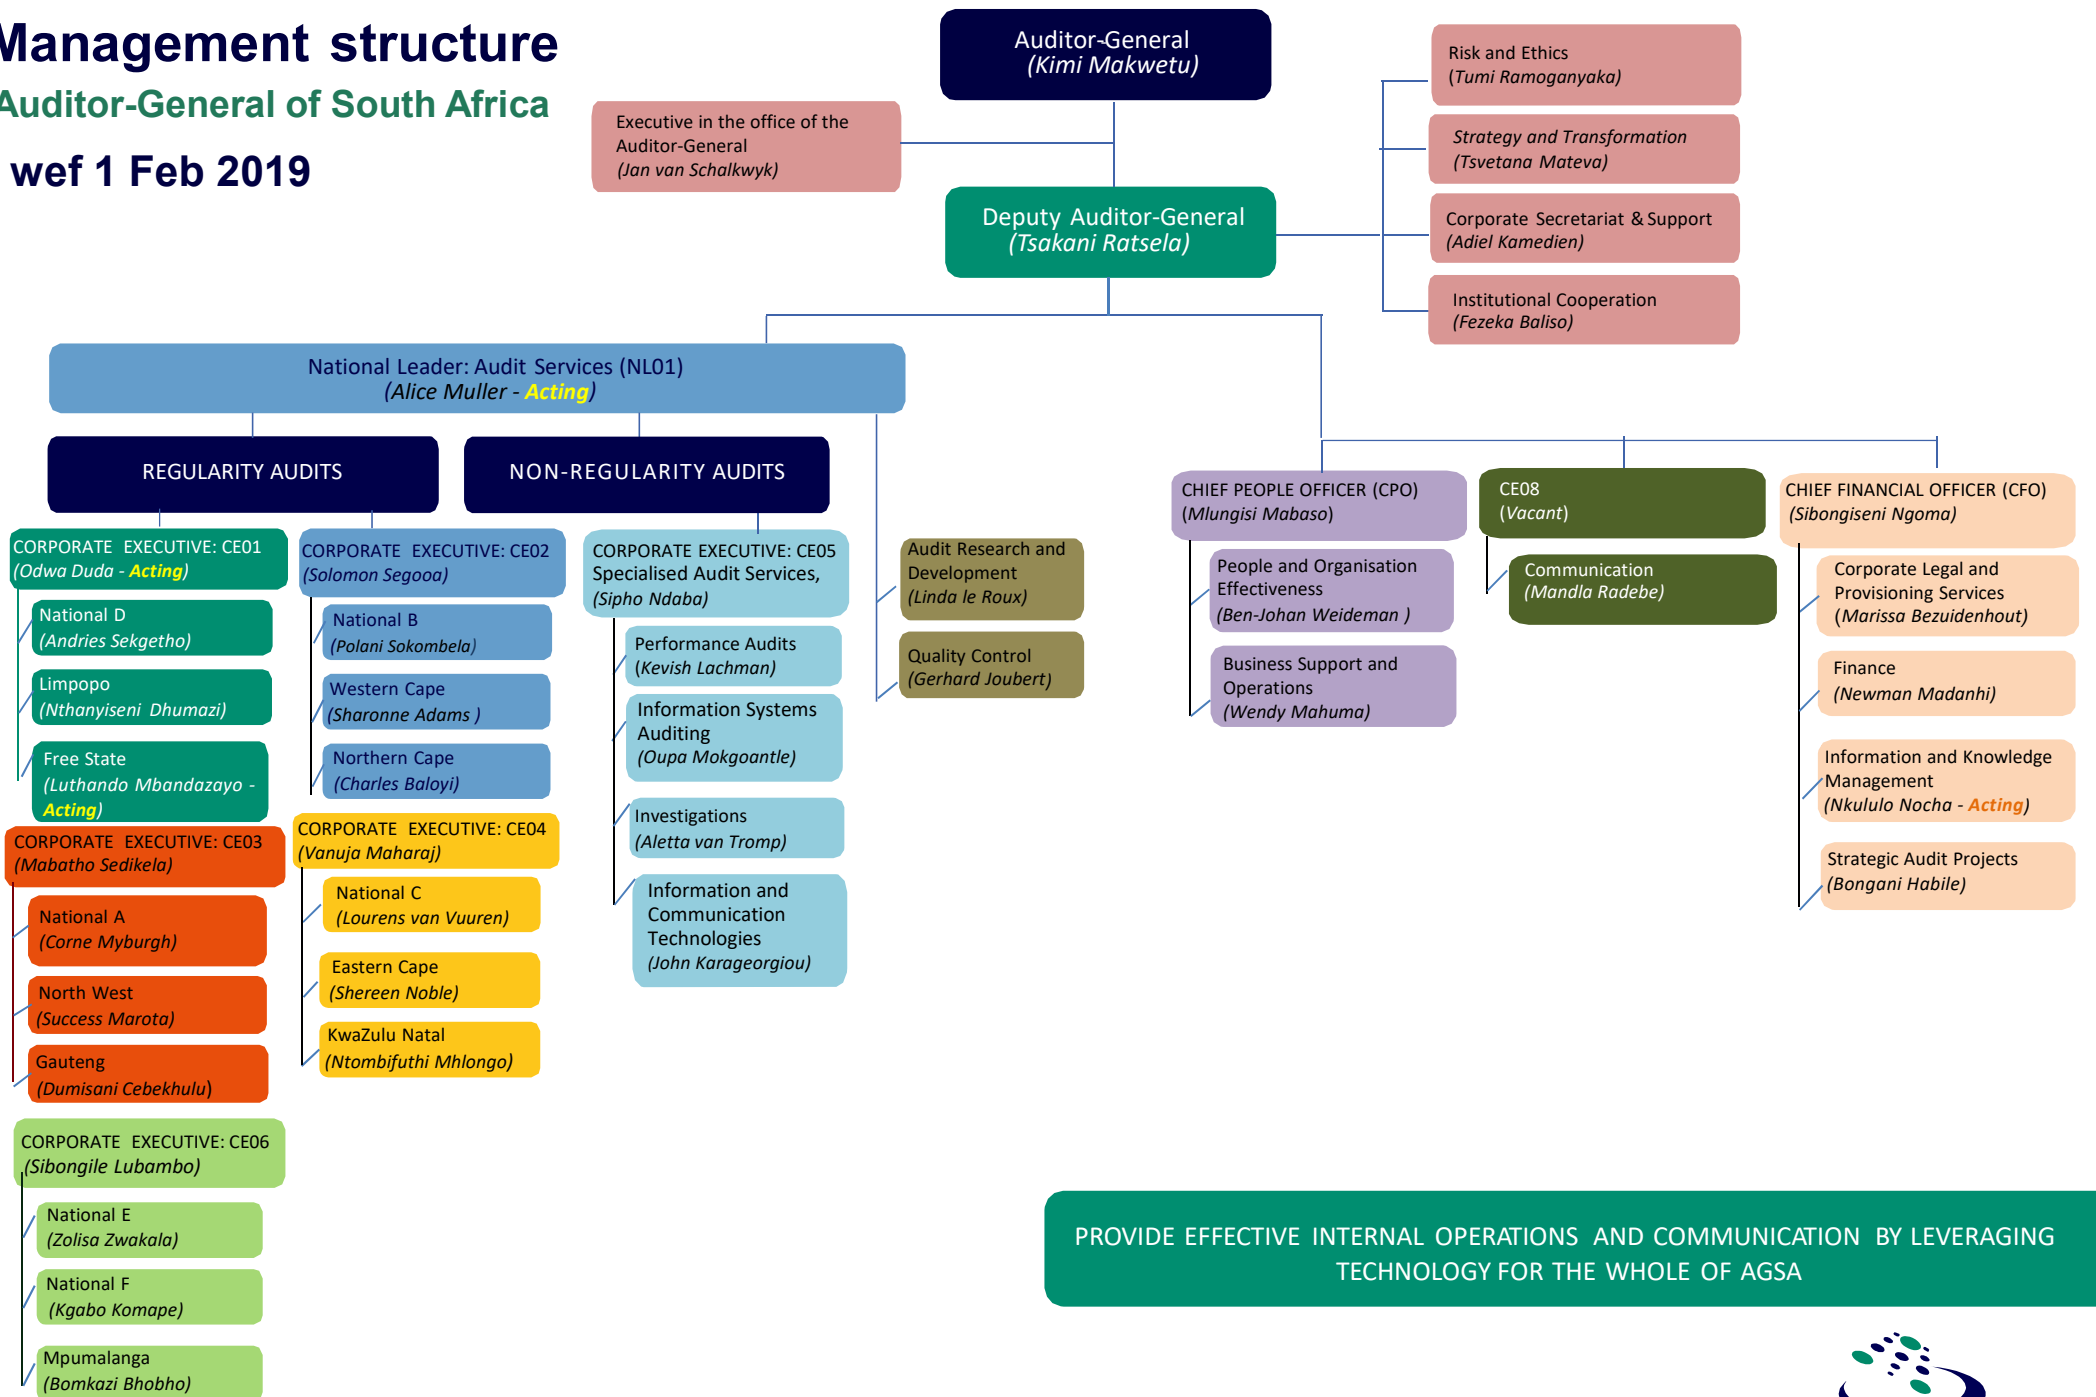 Management structure
Auditor-General of South Africa
wef 1 Feb 2019
Auditor-General
(Kimi Makwetu)
Executive in the office of the
Auditor-General
(Jan van Schalkwyk)
Deputy Auditor-General
(Tsakani Ratsela)
Risk and Ethics
(Tumi Ramoganyaka)
Strategy and Transformation
(Tsvetana Mateva)
Corporate Secretariat & Support
(Adiel Kamedien)
Institutional Cooperation
(Fezeka Baliso)
National Leader: Audit Services (NL01)
(Alice Muller - Acting)
REGULARITY AUDITS
NON-REGULARITY AUDITS
CORPORATE EXECUTIVE: CE01
(Odwa Duda - Acting)
National D
(Andries Sekgetho)
Limpopo
(Nthanyiseni Dhumazi)
Free State
(Luthando Mbandazayo -
Acting)
CORPORATE EXECUTIVE: CE02
(Solomon Segooa)
National B
(Polani Sokombela)
Western Cape
(Sharonne Adams )
Northern Cape
(Charles Baloyi)
CORPORATE EXECUTIVE: CE03
(Mabatho Sedikela)
National A
(Corne Myburgh)
North West
(Success Marota)
Gauteng
(Dumisani Cebekhulu)
CORPORATE EXECUTIVE: CE04
(Vanuja Maharaj)
National C
(Lourens van Vuuren)
Eastern Cape
(Shereen Noble)
KwaZulu Natal
(Ntombifuthi Mhlongo)
CORPORATE EXECUTIVE: CE06
(Sibongile Lubambo)
National E
(Zolisa Zwakala)
National F
(Kgabo Komape)
Mpumalanga
(Bomkazi Bhobho)
CORPORATE EXECUTIVE: CE05
Specialised Audit Services,
(Sipho Ndaba)
Performance Audits
(Kevish Lachman)
Information Systems
Auditing
(Oupa Mokgoantle)
Investigations
(Aletta van Tromp)
Information and
Communication
Technologies
(John Karageorgiou)
Audit Research and
Development
(Linda le Roux)
Quality Control
(Gerhard Joubert)
CHIEF PEOPLE OFFICER (CPO)
(Mlungisi Mabaso)
People and Organisation
Effectiveness
(Ben-Johan Weideman )
Business Support and
Operations
(Wendy Mahuma)
CE08
(Vacant)
Communication
(Mandla Radebe)
CHIEF FINANCIAL OFFICER (CFO)
(Sibongiseni Ngoma)
Corporate Legal and
Provisioning Services
(Marissa Bezuidenhout)
Finance
(Newman Madanhi)
Information and Knowledge
Management
(Nkululo Nocha - Acting)
Strategic Audit Projects
(Bongani Habile)
PROVIDE EFFECTIVE INTERNAL OPERATIONS AND COMMUNICATION BY LEVERAGING
TECHNOLOGY FOR THE WHOLE OF AGSA